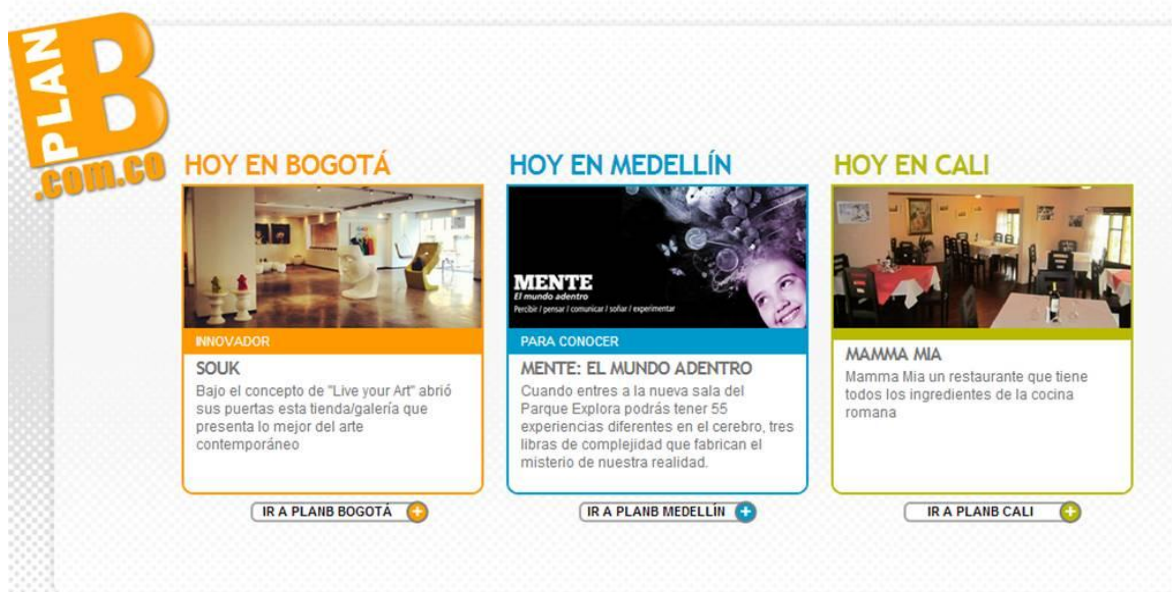 PLAN B
.com.co
HOY EN BOGOTÁ
INNOVADOR
SOUK
Bajo el concepto de "Live your Art" abrió
sus puertas esta tienda/galería que
presenta lo mejor del arte
contemporáneo
IR A PLANB BOGOTÁ
HOY EN MEDELLÍN
MENTE
El mundo adentro
Percibir / pensar / comunicar / soñar / experimentar
PARA CONOCER
MENTE: EL MUNDO ADENTRO
Cuando entres a la nueva sala del
Parque Explora podrás tener 55
experiencias diferentes en el cerebro, tres
libras de complejidad que fabrican el
misterio de nuestra realidad.
IR A PLANB MEDELLÍN
HOY EN CALI
MAMMA MIA
Mamma Mia un restaurante que tiene
todos los ingredientes de la cocina
romana
IR A PLANB CALI